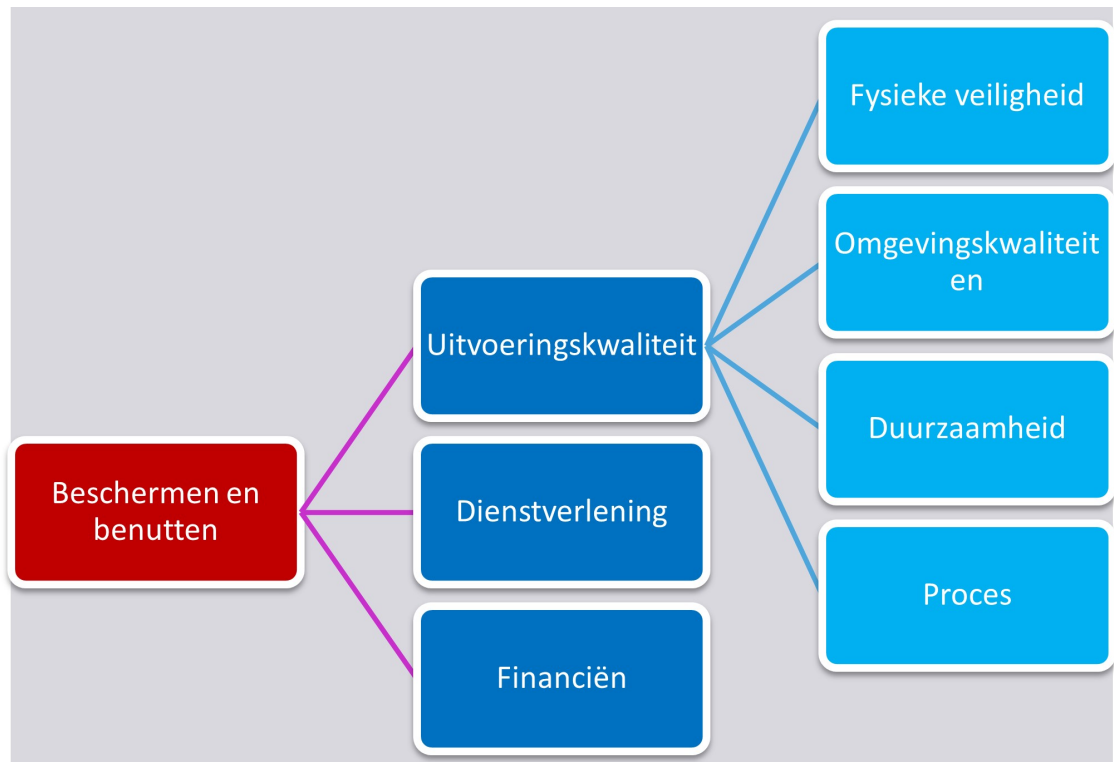 Beschermen en
benutten
Uitvoeringskwaliteit
Dienstverlening
Financiën
Fysieke veiligheid
Omgevingskwaliteit
en
Duurzaamheid
Proces